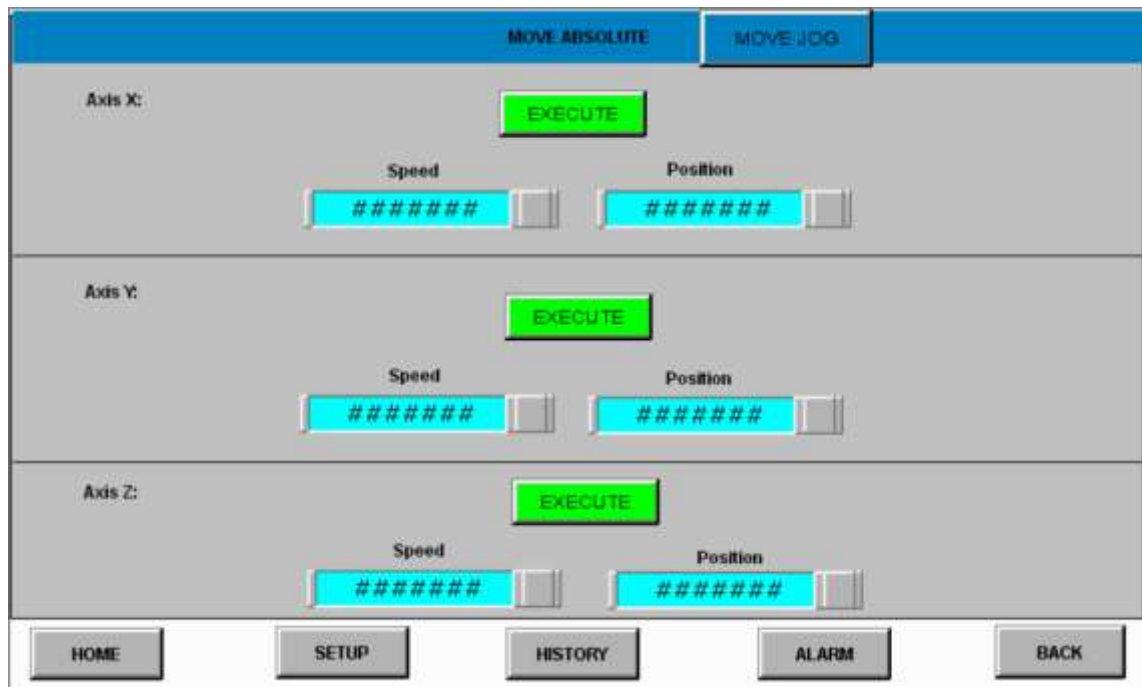 MOVE ABSOLUTE MOVE JOG
Axis X:
EXECUTE
Speed Position
####### #######
Axis Y:
EXECUTE
Speed Position
####### #######
Axis Z:
EXECUTE
Speed Position
####### #######
HOME SETUP HISTORY ALARM BACK